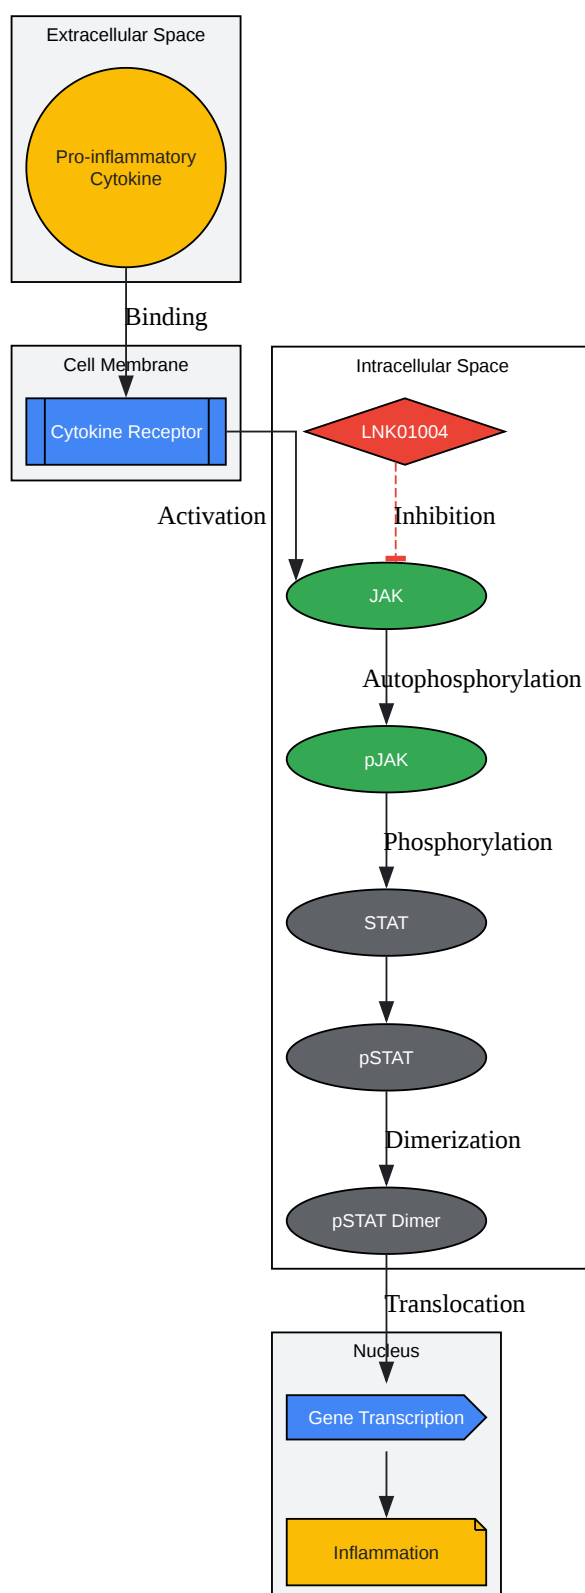 Extracellular Space
Pro-inflammatory
Cytokine
Binding
Cell Membrane
Cytokine Receptor
Intracellular Space
LNK01004
Activation
Inhibition
JAK
Autophosphorylation
pJAK
Phosphorylation
STAT
pSTAT
Dimerization
pSTAT Dimer
Translocation
Nucleus
Gene Transcription
Inflammation